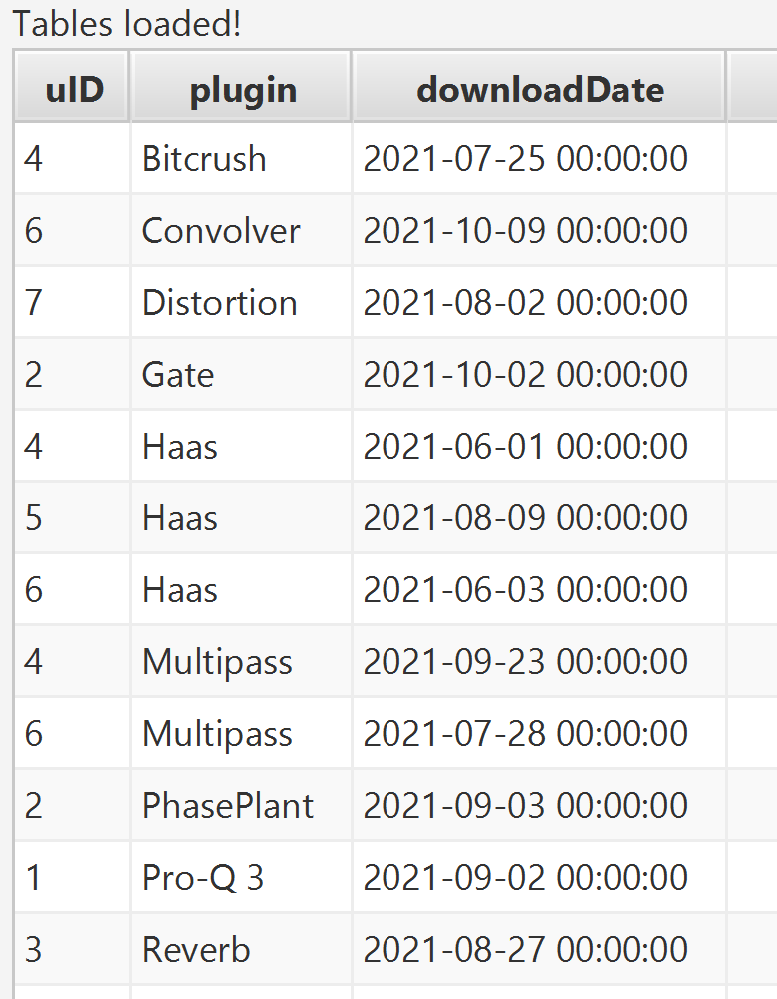 Tables loaded!
uID plugin downloadDate
4 Bitcrush 2021-07-25 00:00:00
6 Convolver 2021-10-09 00:00:00
7 Distortion 2021-08-02 00:00:00
2 Gate 2021-10-02 00:00:00
4 Haas 2021-06-01 00:00:00
5 Haas 2021-08-09 00:00:00
6 Haas 2021-06-03 00:00:00
4 Multipass 2021-09-23 00:00:00
6 Multipass 2021-07-28 00:00:00
2 PhasePlant 2021-09-03 00:00:00
1 Pro-Q 3 2021-09-02 00:00:00
3 Reverb 2021-08-27 00:00:00